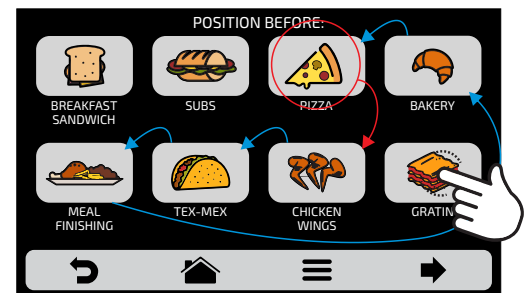 POSITION BEFORE:
BREAKFAST
SANDWICH
SUBS
PIZZA
BAKERY
MEAL
FINISHING
TEX-MEX
CHICKEN
WINGS
GRATIN